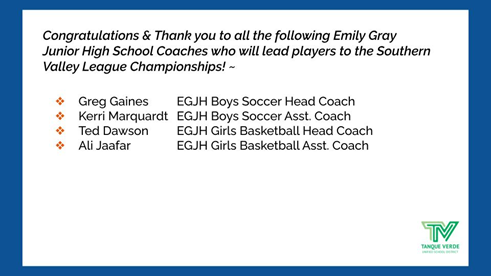 Congratulations & Thank you to all the following Emily Gray
Junior High School Coaches who will lead players to the Southern
Valley League Championships! ~
❖ Greg Gaines EGJH Boys Soccer Head Coach
❖ Kerri Marquardt EGJH Boys Soccer Asst. Coach
❖ Ted Dawson EGJH Girls Basketball Head Coach
❖ Ali Jaafar EGJH Girls Basketball Asst. Coach
TV
TANQUE VERDE
UNIFIED SCHOOL DISTRICT